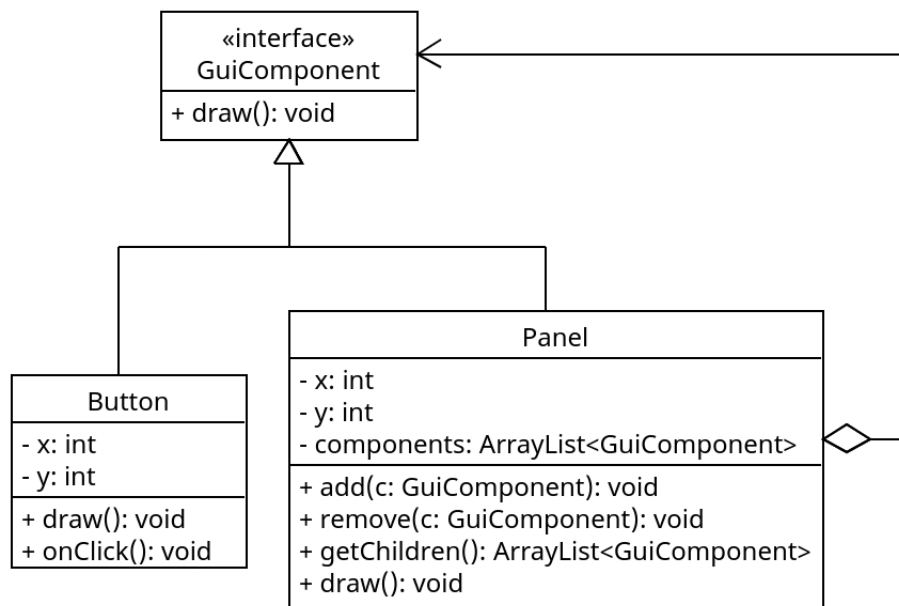 «interface»
GuiComponent
+ draw(): void
Button
- x: int
- y: int
+ draw(): void
+ onClick(): void
Panel
- x: int
- y: int
- components: ArrayList<GuiComponent>
+ add(c: GuiComponent): void
+ remove(c: GuiComponent): void
+ getChildren(): ArrayList<GuiComponent>
+ draw(): void